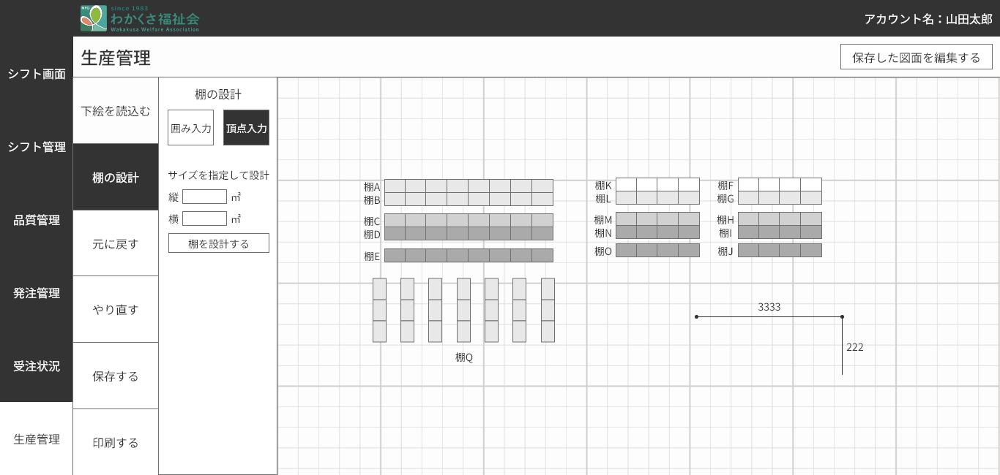 NPO
since 1983
わかくさ福祉会
Wakakusa Welfare Association
アカウント名：山田太郎
シフト画面
シフト管理
品質管理
発注管理
受注状況
生産管理
生産管理
保存した図面を編集する
下絵を読込む
棚の設計
元に戻す
やり直す
保存する
印刷する
棚の設計
囲み入力
頂点入力
サイズを指定して設計
縦 ㎡
横 ㎡
棚を設計する
棚A
棚B
棚C
棚D
棚E
棚K
棚L
棚M
棚N
棚O
棚F
棚G
棚H
棚I
棚J
棚Q
3333
222